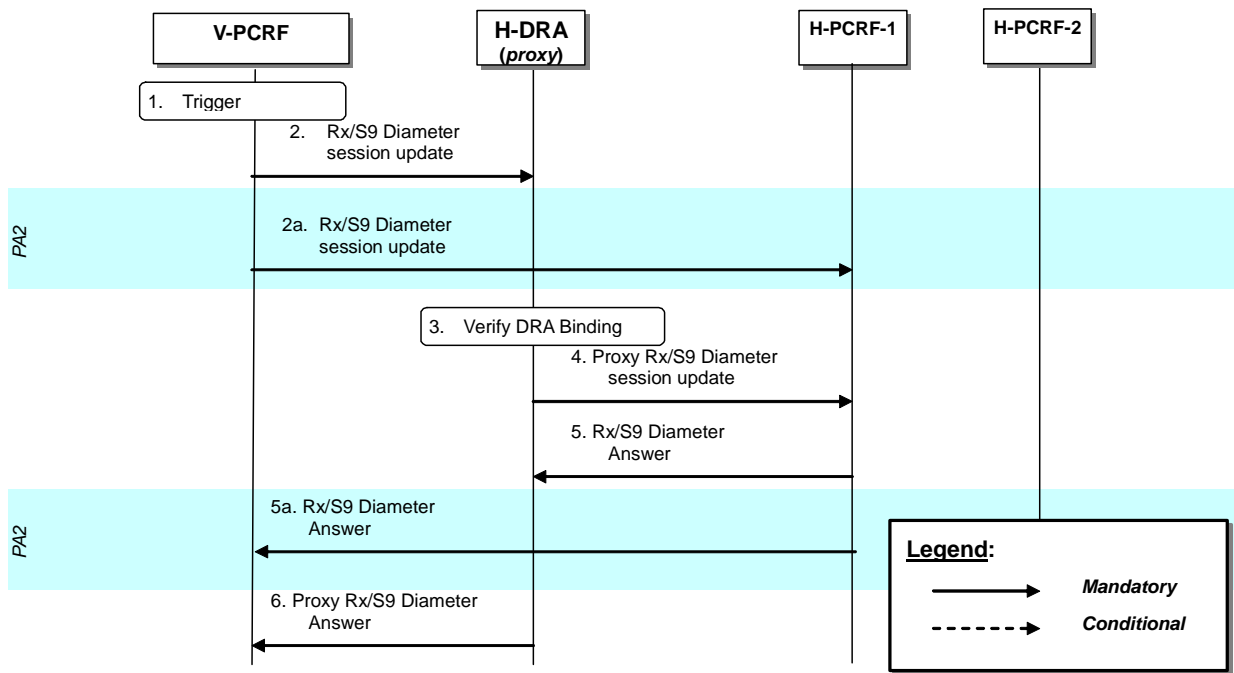 V-PCRF
H-DRA
(proxy)
H-PCRF-1
H-PCRF-2
1. Trigger
2. Rx/S9 Diameter
session update
PA2
2a. Rx/S9 Diameter
session update
3. Verify DRA Binding
4. Proxy Rx/S9 Diameter
session update
5. Rx/S9 Diameter
Answer
PA2
5a. Rx/S9 Diameter
Answer
6. Proxy Rx/S9 Diameter
Answer
Legend:
Mandatory
Conditional